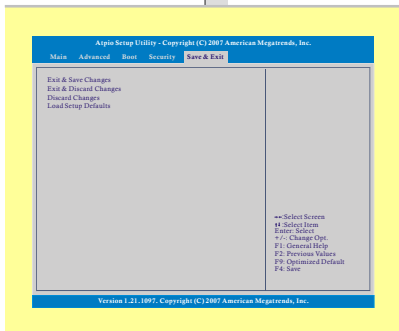 Atpio Setup Utility - Copyright (C) 2007 American Megatrends, Inc.
Main Advanced Boot Security Save & Exit
Exit & Save Changes
Exit & Discard Changes
Discard Changes
Load Setup Defaults
↔:Select Screen
↑↓:Select Item
Enter: Select
+/-: Change Opt.
F1: General Help
F2: Previous Values
F9: Optimized Default
F4: Save
Version 1.21.1097. Copyright (C) 2007 American Megatrends, Inc.